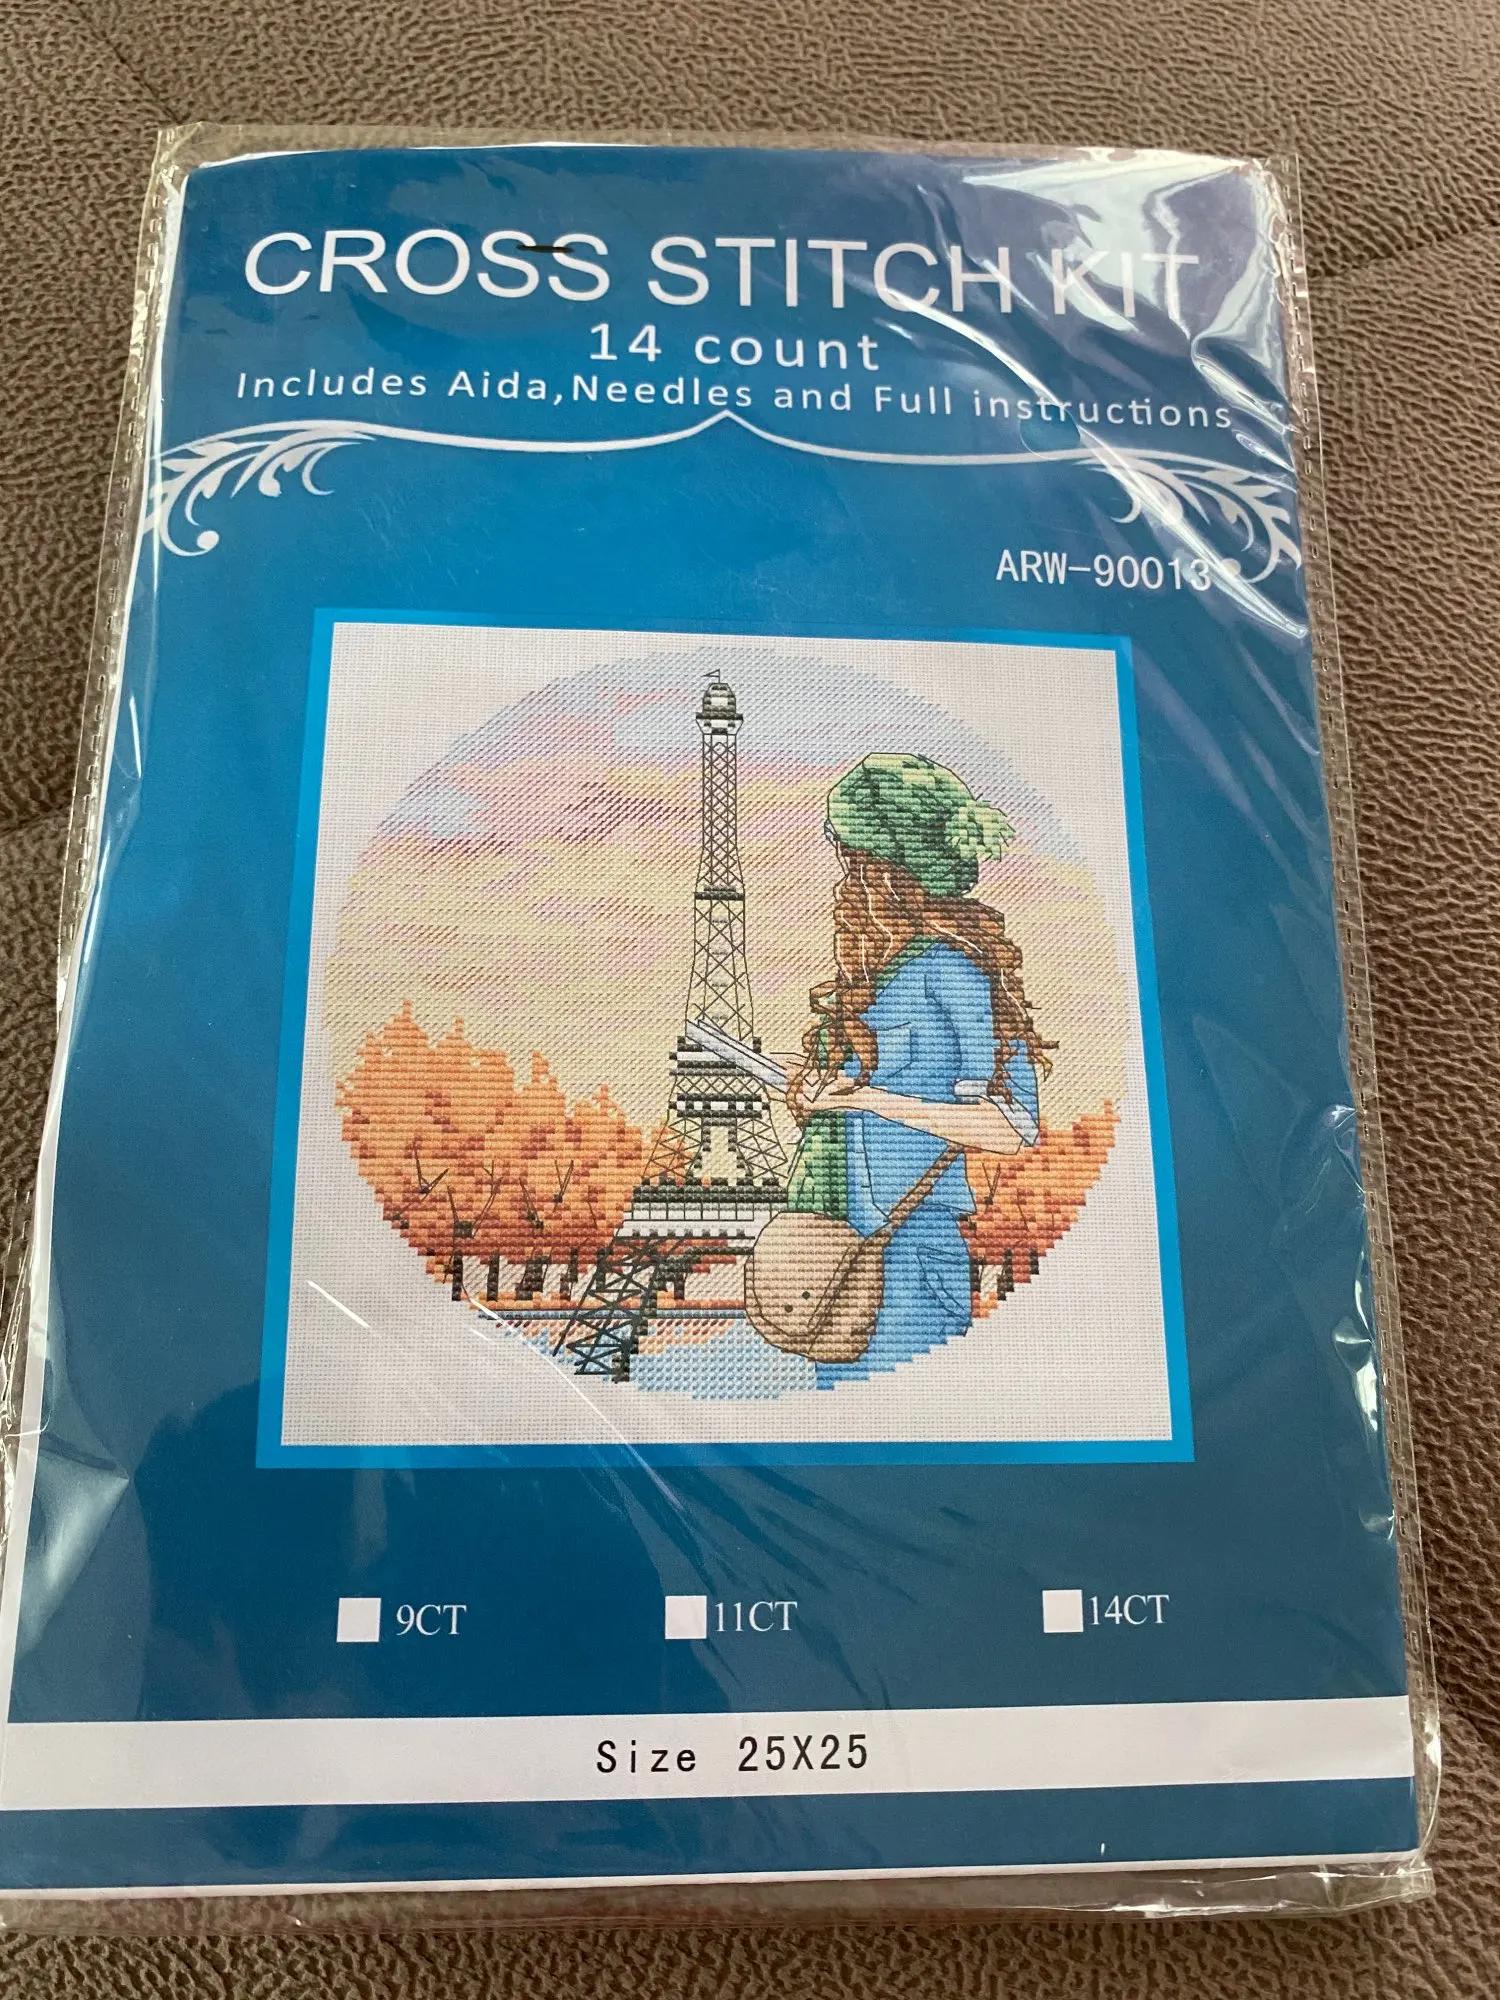 CROSS STITCH KIT
14 count
Includes Aida,Needles and Full instructions
ARW-90013
9CT 11CT 14CT
Size 25X25